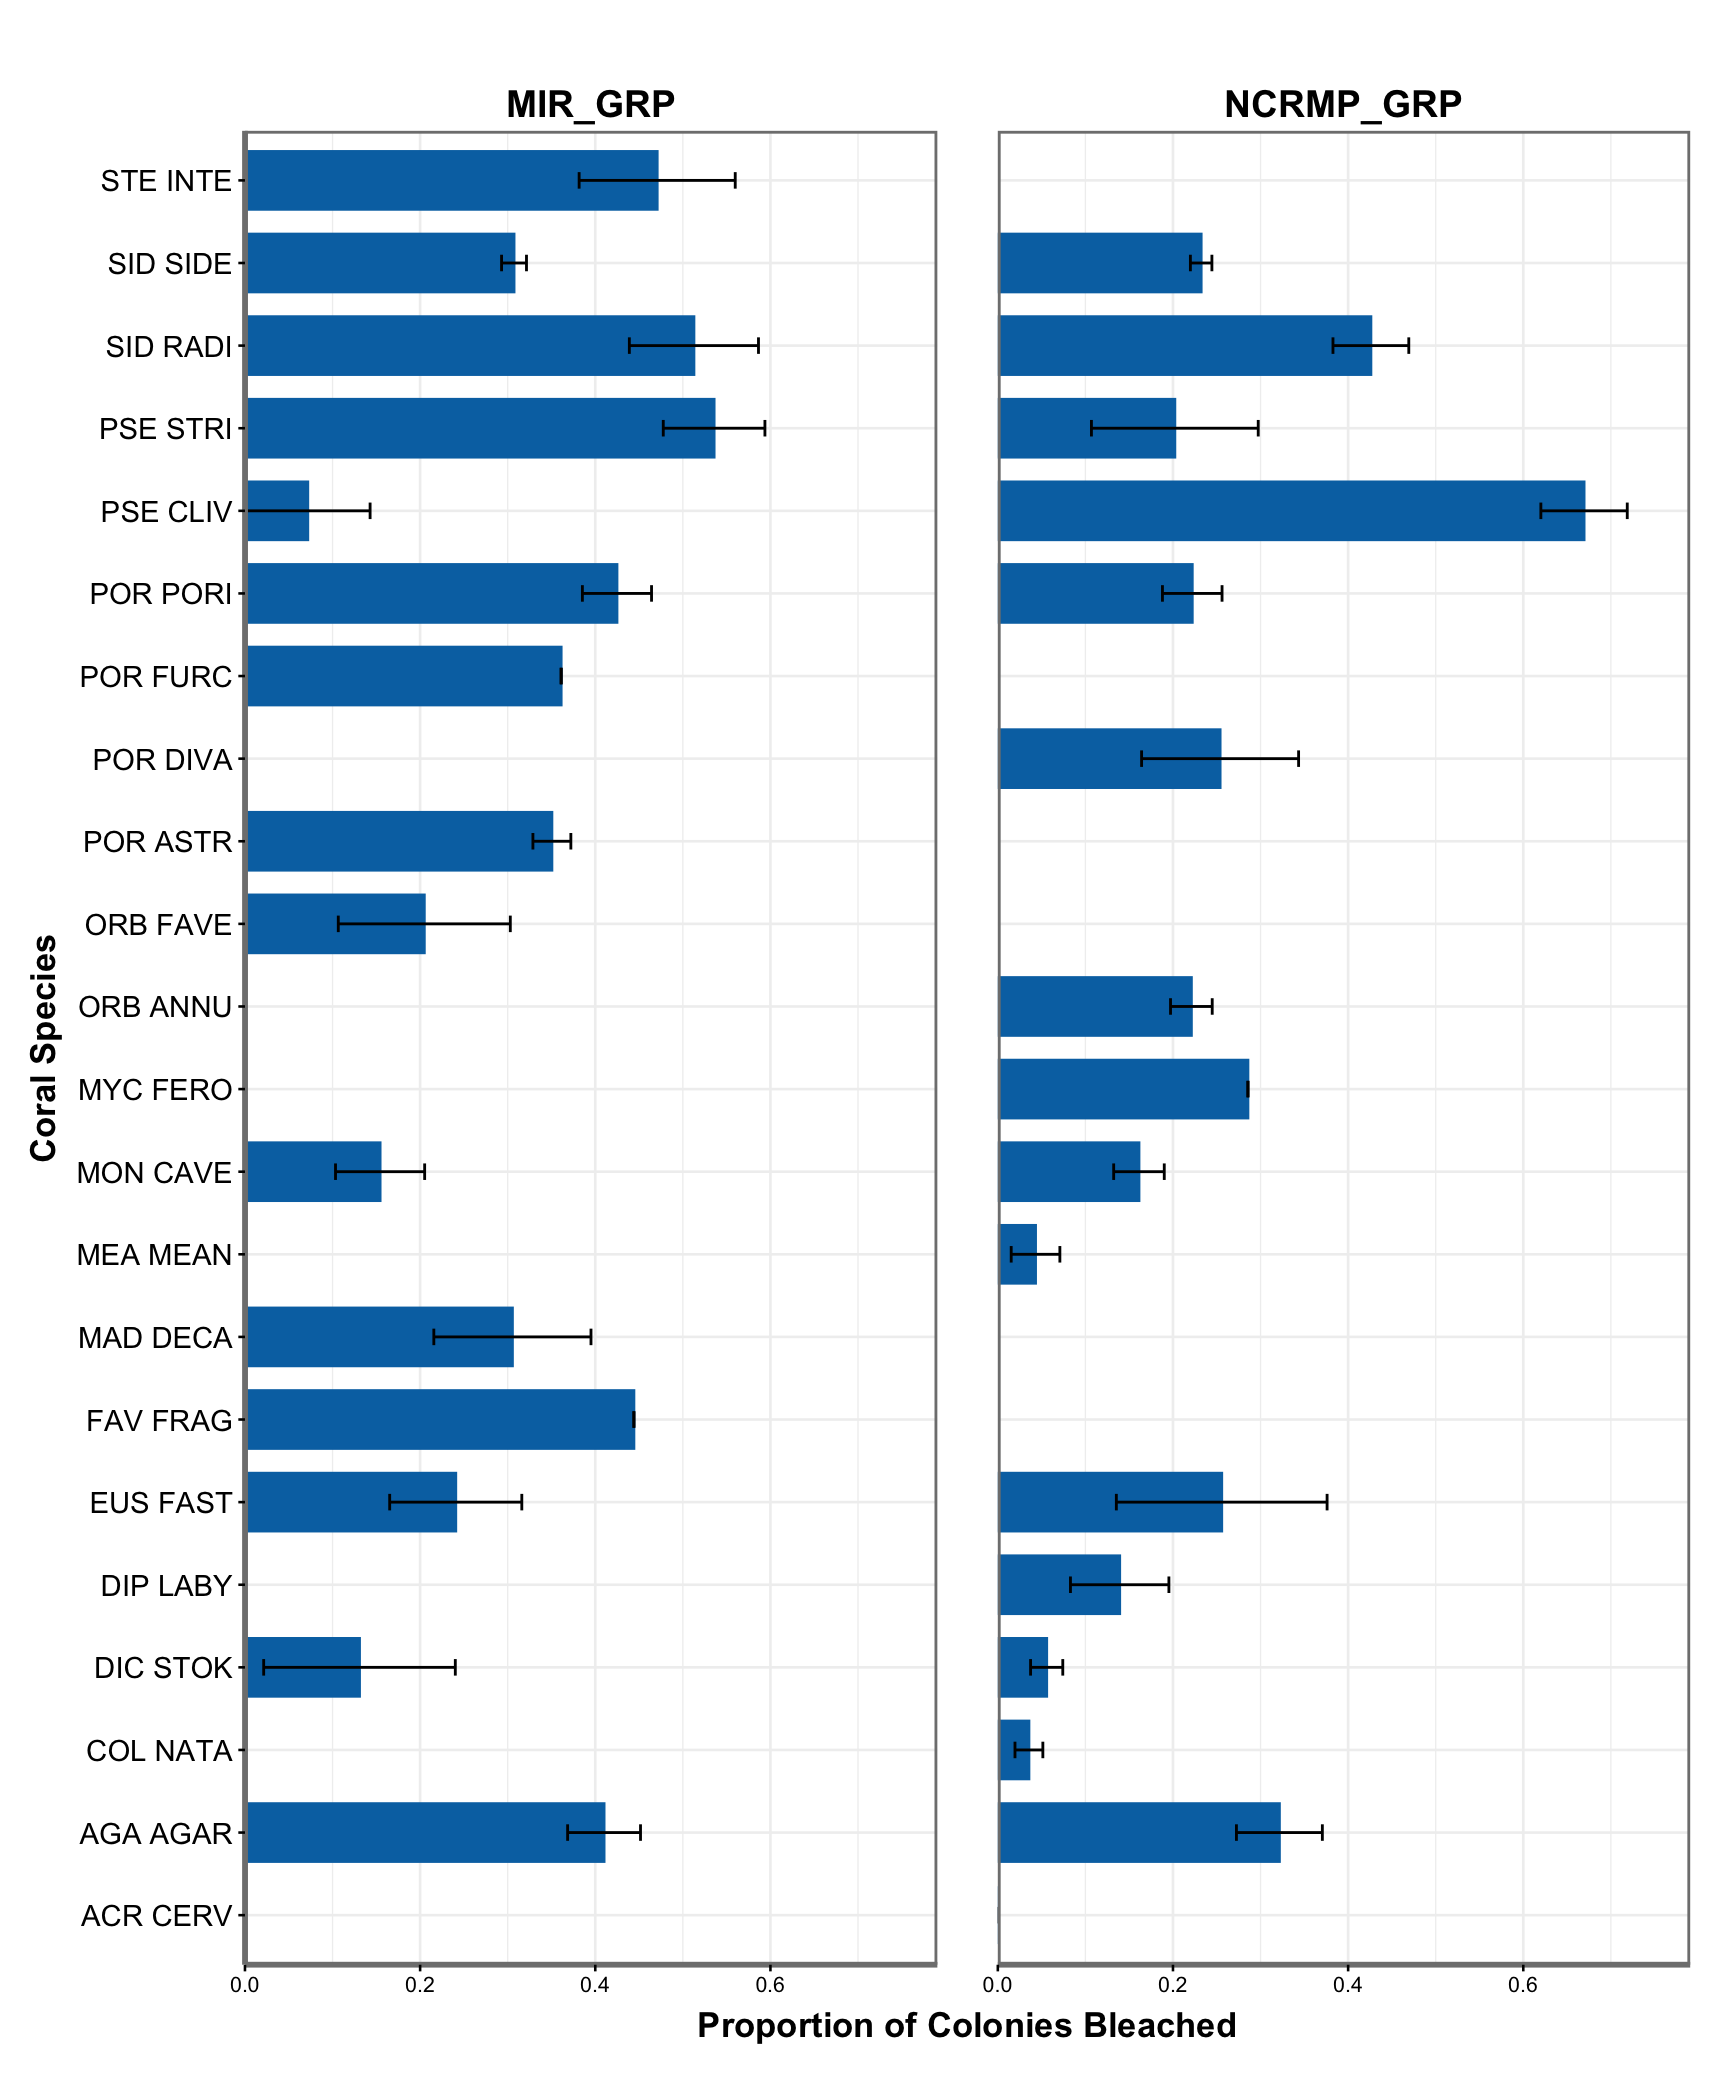 MIR_GRP
NCRMP_GRP
STE INTE
SID SIDE
SID RADI
PSE STRI
PSE CLIV
POR PORI
POR FURC
POR DIVA
POR ASTR
ORB FAVE
ORB ANNU
MYC FERO
MON CAVE
MEA MEAN
MAD DECA
FAV FRAG
EUS FAST
DIP LABY
DIC STOK
COL NATA
AGA AGAR
ACR CERV
Coral Species
0.0 0.2 0.4 0.6
0.0 0.2 0.4 0.6
Proportion of Colonies Bleached